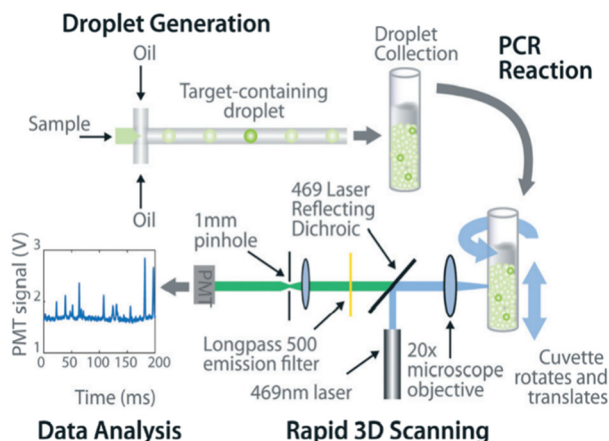 Droplet Generation
Oil
Sample
Oil
Target-containing
droplet
Droplet
Collection
PCR
Reaction
469 Laser
Reflecting
Dichroic
1mm
pinhole
PMT
Longpass 500
emission filter
469nm laser
20x
microscope
objective
Cuvette
rotates and
translates
PMT signal (V)
3
2
1
0
50
100
150
200
Time (ms)
Data Analysis
Rapid 3D Scanning